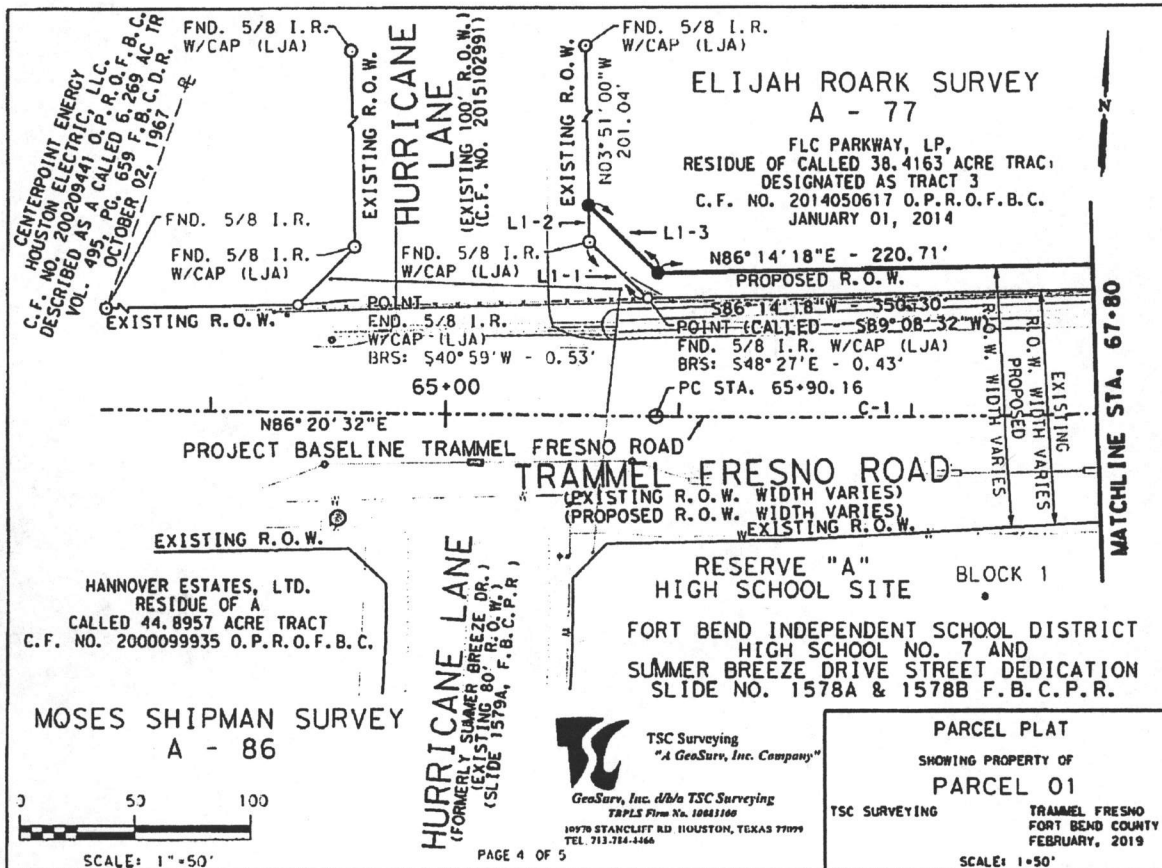 CENTERPOINT ENERGY
HOUSTON ELECTRIC, LLC.
C.F. NO. 2002009441 O.P.R.O.F.B.C.
DESCRIBED AS A CALLED 6.269 AC TR
VOL. 495, PG. 659 F.B.C.D.R.
OCTOBER 02, 1967
FND. 5/8 I.R.
W/CAP (LJA)
EXISTING R.O.W.
HURRICANE
LANE
(EXISTING 100' R.O.W.)
(C.F. NO. 2015102991)
FND. 5/8 I.R.
W/CAP (LJA)
EXISTING R.O.W.
N03°51'00"W
201.04'
ELIJAH ROARK SURVEY
A - 77
FLC PARKWAY, LP,
RESIDUE OF CALLED 38.4163 ACRE TRACT
DESIGNATED AS TRACT 3
C.F. NO. 2014050617 O.P.R.O.F.B.C.
JANUARY 01, 2014
N
FND. 5/8 I.R.
FND. 5/8 I.R.
W/CAP (LJA)
FND. 5/8 I.R.
W/CAP (LJA)
L1-2
L1-3
L1-1
N86°14'18"E - 220.71'
PROPOSED R.O.W.
EXISTING R.O.W.
S86°14'18"W - 350.30'
POINT
FND. 5/8 I.R.
W/CAP (LJA)
BRS: S40°59'W - 0.53'
POINT (CALLED - S89°08'32"W)
FND. 5/8 I.R. W/CAP (LJA)
BRS: S48°27'E - 0.43'
65+00
PC STA. 65+90.16
C-1
N86°20'32"E
PROJECT BASELINE TRAMMEL FRESNO ROAD
TRAMMEL FRESNO ROAD
(EXISTING R.O.W. WIDTH VARIES)
(PROPOSED R.O.W. WIDTH VARIES)
EXISTING R.O.W.
EXISTING
R.O.W. WIDTH VARIES
PROPOSED
R.O.W. WIDTH VARIES
MATCHLINE STA. 67+80
EXISTING R.O.W.
HANNOVER ESTATES, LTD.
RESIDUE OF A
CALLED 44.8957 ACRE TRACT
C.F. NO. 2000099935 O.P.R.O.F.B.C.
HURRICANE LANE
(FORMERLY SUMMER BREEZE DR.)
(EXISTING 80' R.O.W.)
(SLIDE 1579A, F.B.C.P.R)
RESERVE "A"
HIGH SCHOOL SITE
BLOCK 1
FORT BEND INDEPENDENT SCHOOL DISTRICT
HIGH SCHOOL NO. 7 AND
SUMMER BREEZE DRIVE STREET DEDICATION
SLIDE NO. 1578A & 1578B F.B.C.P.R.
MOSES SHIPMAN SURVEY
A - 86
0 50 100
SCALE: 1"=50'
TSC Surveying
"A GeoSurv, Inc. Company"
GeoSurv, Inc. d/b/a TSC Surveying
TBPLS Firm No. 10083100
10970 STANCLIFF RD HOUSTON, TEXAS 77099
TEL. 713-784-4466
PAGE 4 OF 5
PARCEL PLAT
SHOWING PROPERTY OF
PARCEL 01
TSC SURVEYING
TRAMMEL FRESNO
FORT BEND COUNTY
FEBRUARY, 2019
SCALE: 1=50'